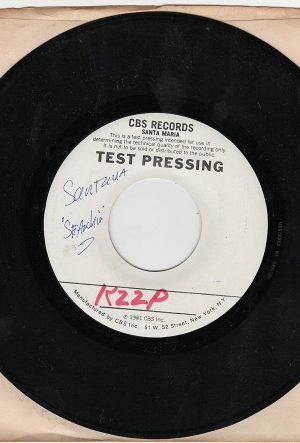 CBS RECORDS
SANTA MARIA
This is a test pressing intended for use in
determining the technical quality of the recording only.
It is not to be sold or distributed to the public.
TEST PRESSING
Santana
"Searchin"
KZZP
℗ 1981 CBS Inc.
Manufactured by CBS Inc. 51 W. 52 Street, New York, N.Y.